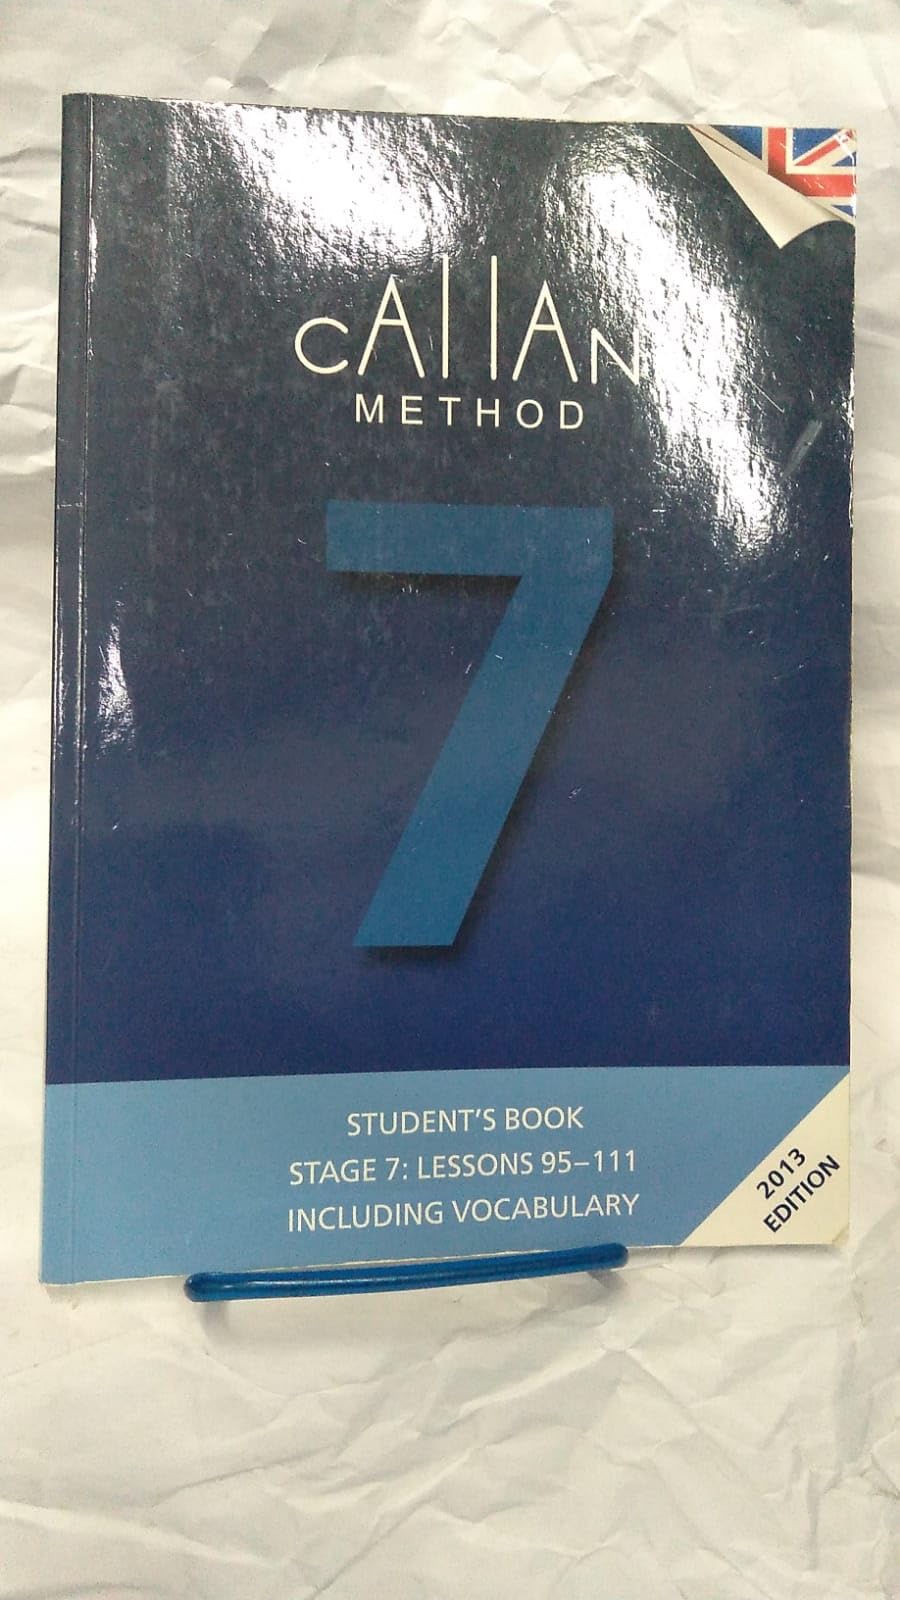 CALLAN
METHOD
7
STUDENT'S BOOK
STAGE 7: LESSONS 95–111
INCLUDING VOCABULARY
2013
EDITION